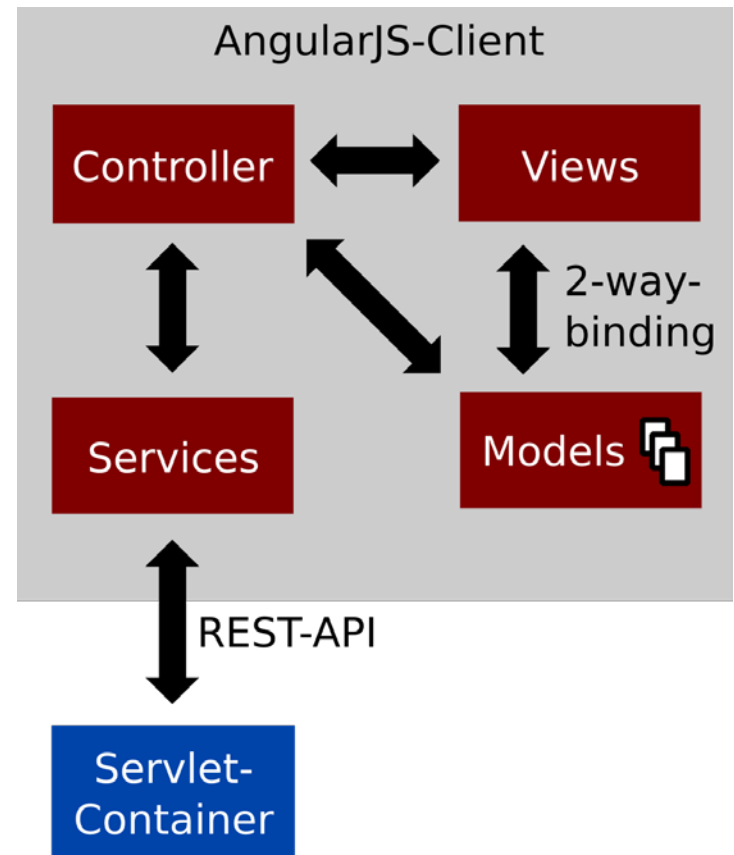 AngularJS-Client
Controller
Views
2-way-
binding
Services
Models
REST-API
Servlet-
Container